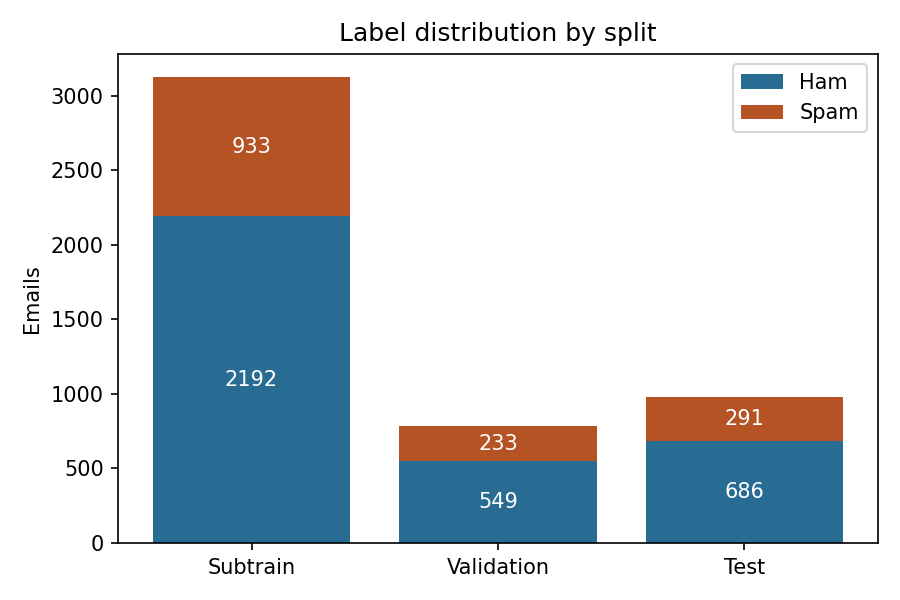 Label distribution by split
Ham
Spam
3000
2500
2000
1500
1000
500
0
Emails
933
2192
233
549
291
686
Subtrain
Validation
Test